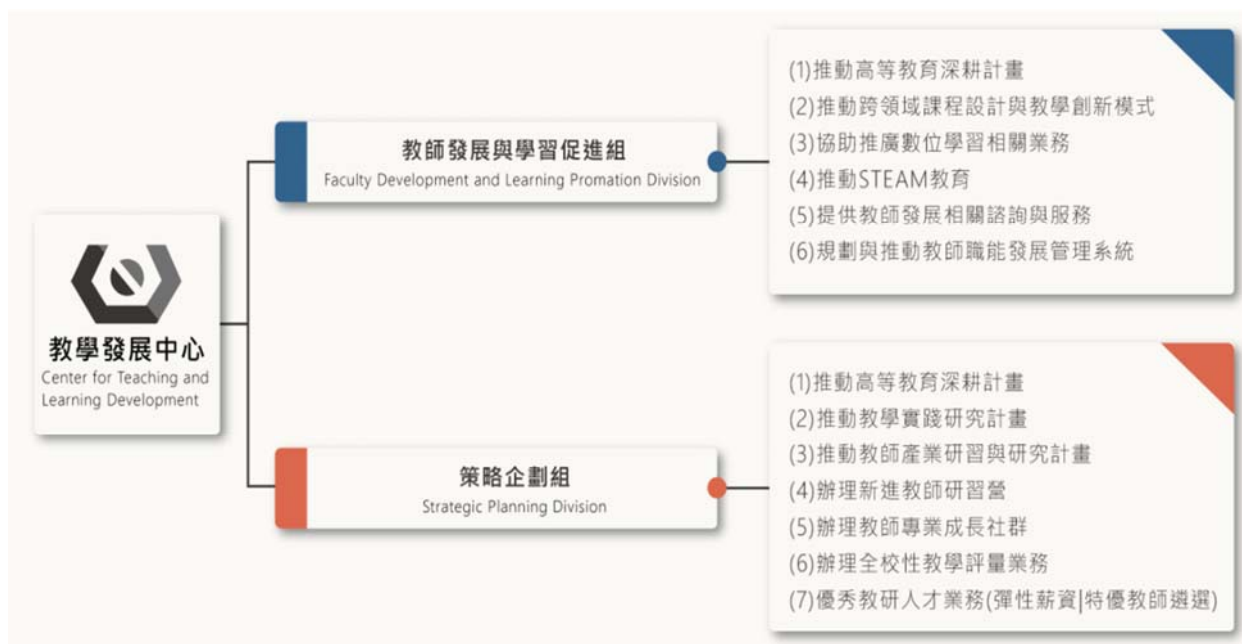 教學發展中心
Center for Teaching and
Learning Development
教師發展與學習促進組
Faculty Development and Learning Promation Division
(1)推動高等教育深耕計畫
(2)推動跨領域課程設計與教學創新模式
(3)協助推廣數位學習相關業務
(4)推動STEAM教育
(5)提供教師發展相關諮詢與服務
(6)規劃與推動教師職能發展管理系統
策略企劃組
Strategic Planning Division
(1)推動高等教育深耕計畫
(2)推動教學實踐研究計畫
(3)推動教師產業研習與研究計畫
(4)辦理新進教師研習營
(5)辦理教師專業成長社群
(6)辦理全校性教學評量業務
(7)優秀教研人才業務(彈性薪資|特優教師遴選)